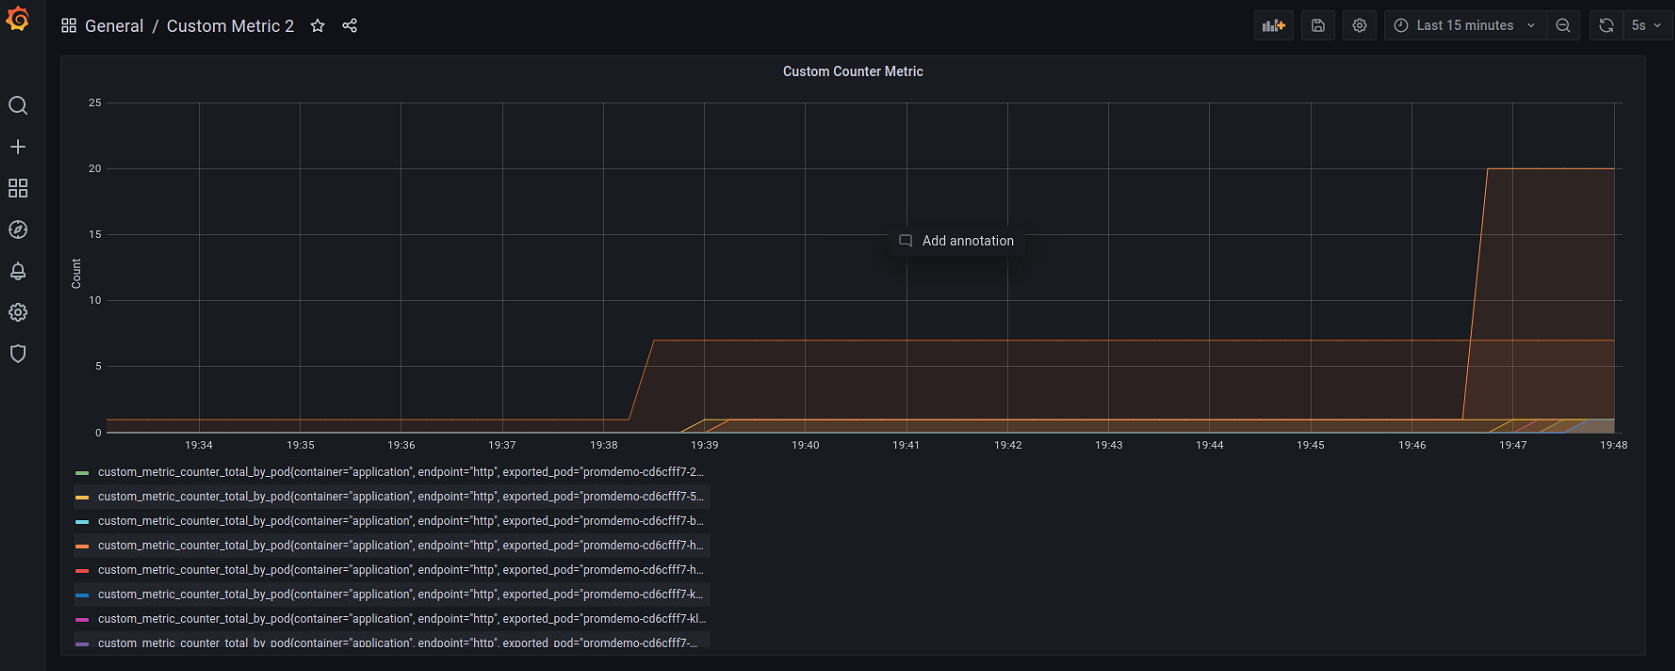 General / Custom Metric 2
Last 15 minutes
5s
Custom Counter Metric
25
20
15
10
5
0
Count
Add annotation
19:34 19:35 19:36 19:37 19:38 19:39 19:40 19:41 19:42 19:43 19:44 19:45 19:46 19:47 19:48
custom_metric_counter_total_by_pod{container="application", endpoint="http", exported_pod="promdemo-cd6cfff7-2...
custom_metric_counter_total_by_pod{container="application", endpoint="http", exported_pod="promdemo-cd6cfff7-5...
custom_metric_counter_total_by_pod{container="application", endpoint="http", exported_pod="promdemo-cd6cfff7-b...
custom_metric_counter_total_by_pod{container="application", endpoint="http", exported_pod="promdemo-cd6cfff7-h...
custom_metric_counter_total_by_pod{container="application", endpoint="http", exported_pod="promdemo-cd6cfff7-h...
custom_metric_counter_total_by_pod{container="application", endpoint="http", exported_pod="promdemo-cd6cfff7-k...
custom_metric_counter_total_by_pod{container="application", endpoint="http", exported_pod="promdemo-cd6cfff7-kl...
custom_metric_counter_total_by_pod{container="application", endpoint="http", exported_pod="promdemo-cd6cfff7-...